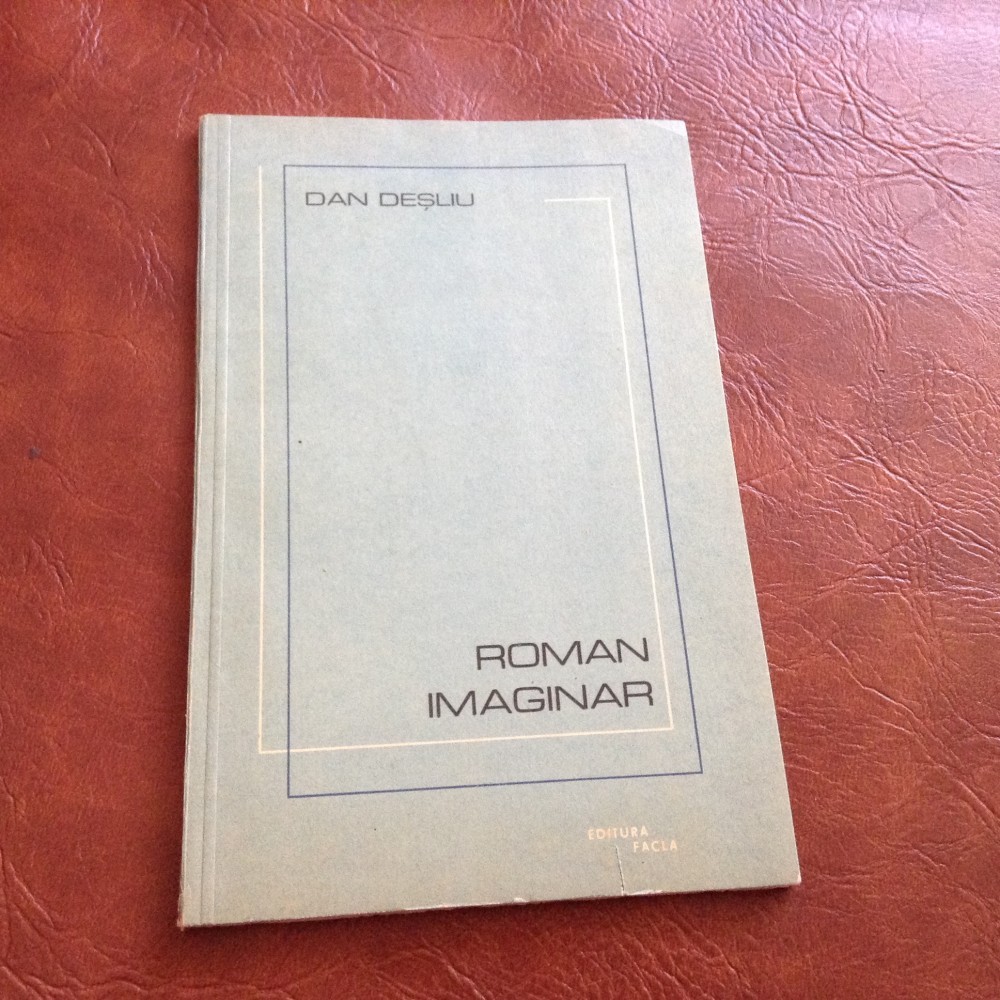 DAN DEȘLIU
ROMAN
IMAGINAR
EDITURA
FACLA